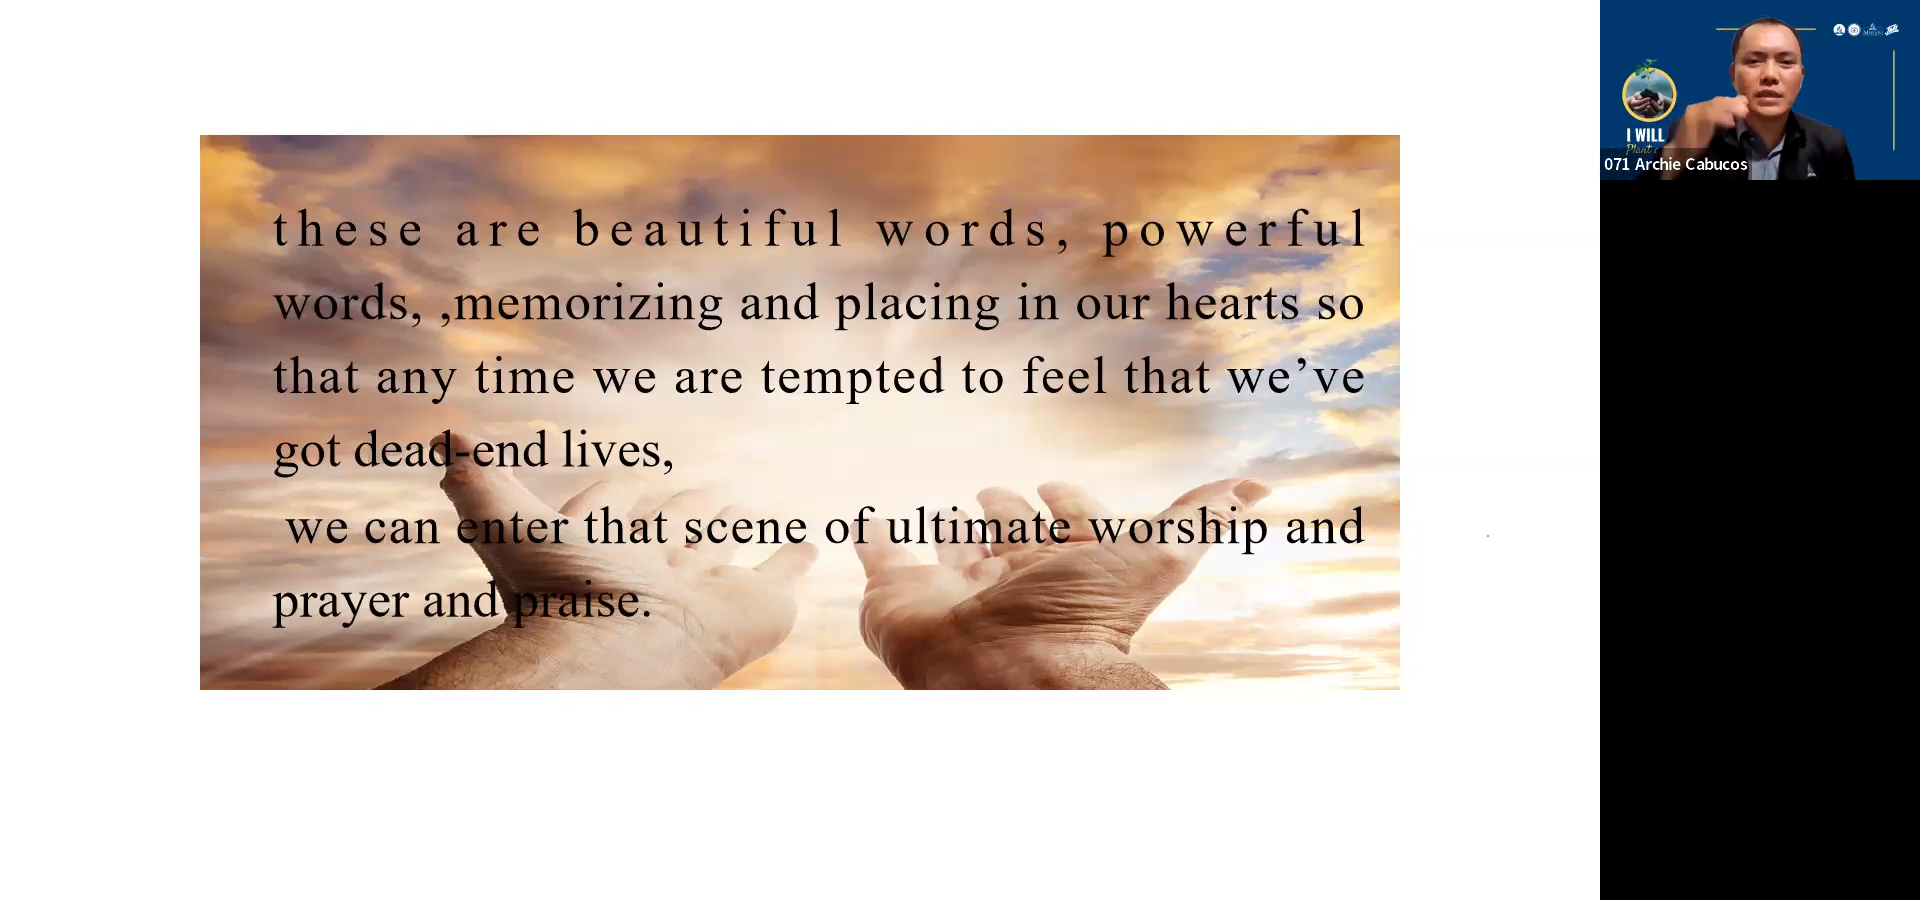 these are beautiful words, powerful
words, ,memorizing and placing in our hearts so
that any time we are tempted to feel that we’ve
got dead-end lives,
we can enter that scene of ultimate worship and
prayer and praise.
I WILL
Plant
071 Archie Cabucos